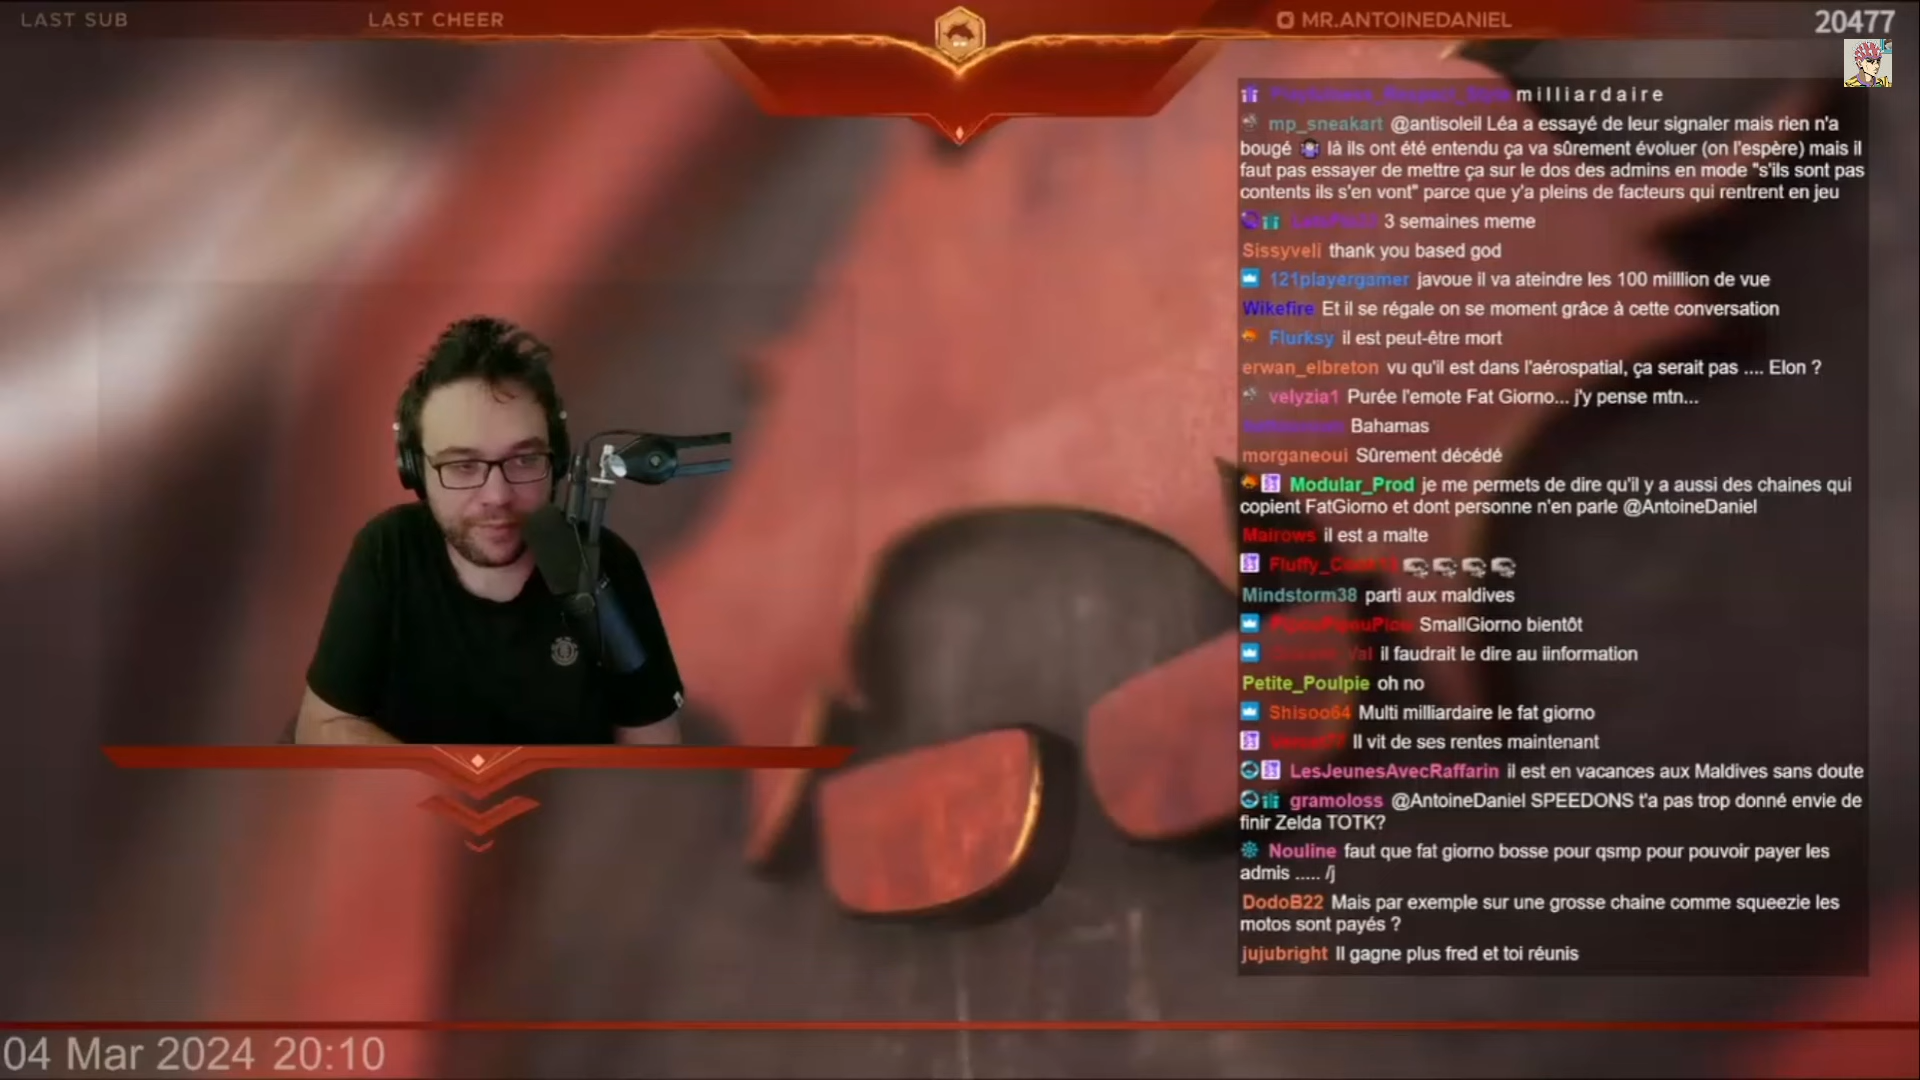 LAST SUB
LAST CHEER
MR.ANTOINEDANIEL
20477
milliardaire
mp_sneakart @antisoleil Léa a essayé de leur signaler mais rien n'a
bougé là ils ont été entendu ça va sûrement évoluer (on l'espère) mais il
faut pas essayer de mettre ça sur le dos des admins en mode "s'ils sont pas
contents ils s'en vont" parce que y'a pleins de facteurs qui rentrent en jeu
3 semaines meme
Sissyveli thank you based god
121playergamer javoue il va ateindre les 100 milllion de vue
Wikefire Et il se régale on se moment grâce à cette conversation
Flurksy il est peut-être mort
erwan_elbreton vu qu'il est dans l'aérospatial, ça serait pas .... Elon ?
velyzia1 Purée l'emote Fat Giorno... j'y pense mtn...
Bahamas
morganeoui Sûrement décédé
Modular_Prod je me permets de dire qu'il y a aussi des chaines qui
copient FatGiorno et dont personne n'en parle @AntoineDaniel
Mairows il est a malte
Mindstorm38 parti aux maldives
SmallGiorno bientôt
il faudrait le dire au iinformation
Petite_Poulpie oh no
Shisoo64 Multi milliardaire le fat giorno
Il vit de ses rentes maintenant
LesJeunesAvecRaffarin il est en vacances aux Maldives sans doute
gramoloss @AntoineDaniel SPEEDONS t'a pas trop donné envie de
finir Zelda TOTK?
Nouline faut que fat giorno bosse pour qsmp pour pouvoir payer les
admis ..... /j
DodoB22 Mais par exemple sur une grosse chaine comme squeezie les
motos sont payés ?
jujubright Il gagne plus fred et toi réunis
04 Mar 2024 20:10